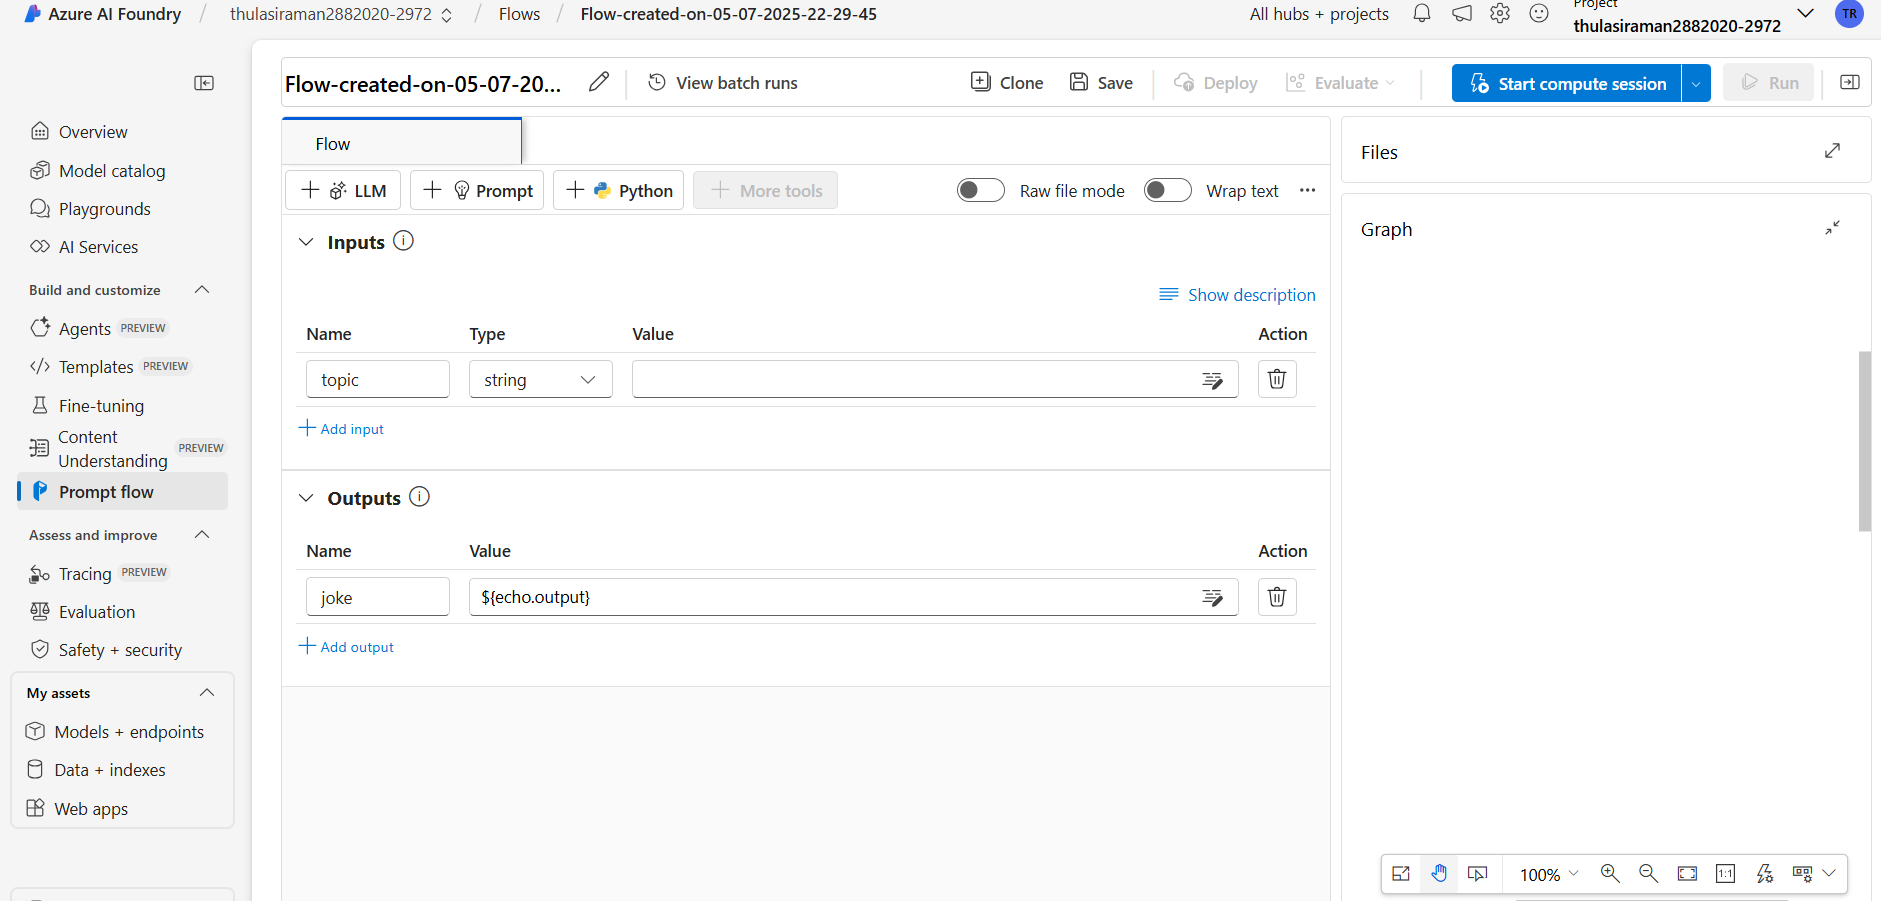 Azure AI Foundry / thulasiraman2882020-2972 / Flows / Flow-created-on-05-07-2025-22-29-45
All hubs + projects
Project
thulasiraman2882020-2972
TR
Overview
Model catalog
Playgrounds
AI Services
Build and customize
Agents PREVIEW
Templates PREVIEW
Fine-tuning
Content Understanding PREVIEW
Prompt flow
Assess and improve
Tracing PREVIEW
Evaluation
Safety + security
My assets
Models + endpoints
Data + indexes
Web apps
Flow-created-on-05-07-20...
View batch runs
Clone
Save
Deploy
Evaluate
Start compute session
Run
Flow
LLM
Prompt
Python
More tools
Raw file mode
Wrap text
Inputs
Show description
Name Type Value Action
topic string
Add input
Outputs
Name Value Action
joke ${echo.output}
Add output
Files
Graph
100%
1:1